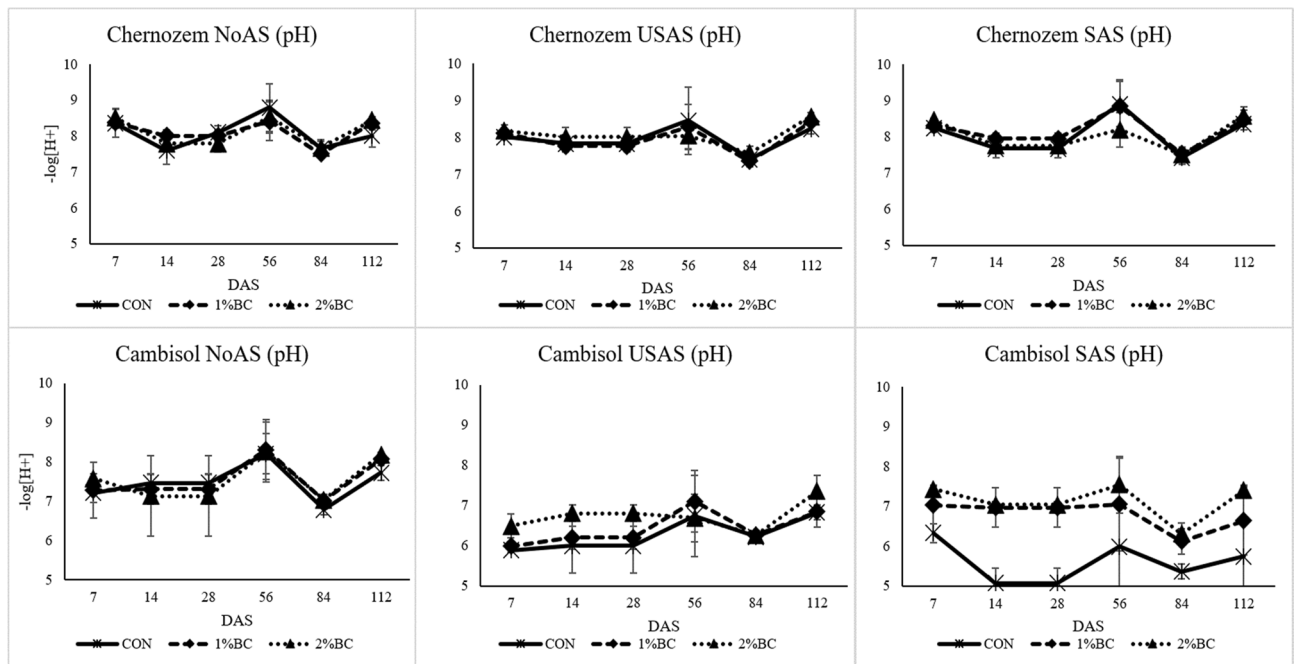 Chernozem NoAS (pH)
10
9
8
7
6
5
-log[H+]
7 14 28 56 84 112
DAS
CON 1%BC 2%BC
Chernozem USAS (pH)
10
9
8
7
6
5
7 14 28 56 84 112
DAS
CON 1%BC 2%BC
Chernozem SAS (pH)
10
9
8
7
6
5
7 14 28 56 84 112
DAS
CON 1%BC 2%BC
Cambisol NoAS (pH)
10
9
8
7
6
5
-log[H+]
7 14 28 56 84 112
DAS
CON 1%BC 2%BC
Cambisol USAS (pH)
10
9
8
7
6
5
7 14 28 56 84 112
DAS
CON 1%BC 2%BC
Cambisol SAS (pH)
10
9
8
7
6
5
7 14 28 56 84 112
DAS
CON 1%BC 2%BC